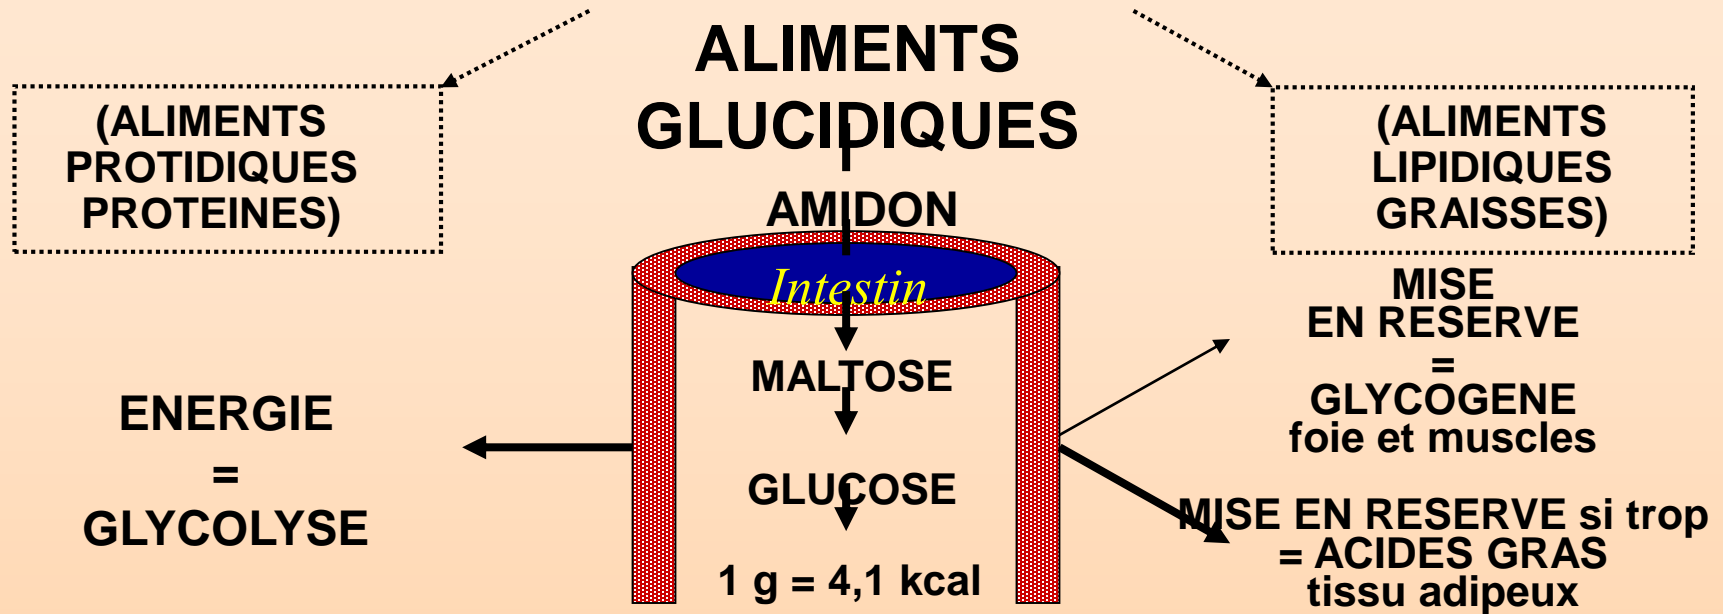 ALIMENTS
GLUCIDIQUES
(ALIMENTS
PROTIDIQUES
PROTEINES)
(ALIMENTS
LIPIDIQUES
GRAISSES)
AMIDON
Intestin
MALTOSE
GLUCOSE
1 g = 4,1 kcal
ENERGIE
=
GLYCOLYSE
MISE
EN RESERVE
=
GLYCOGENE
foie et muscles
MISE EN RESERVE si trop
= ACIDES GRAS
tissu adipeux